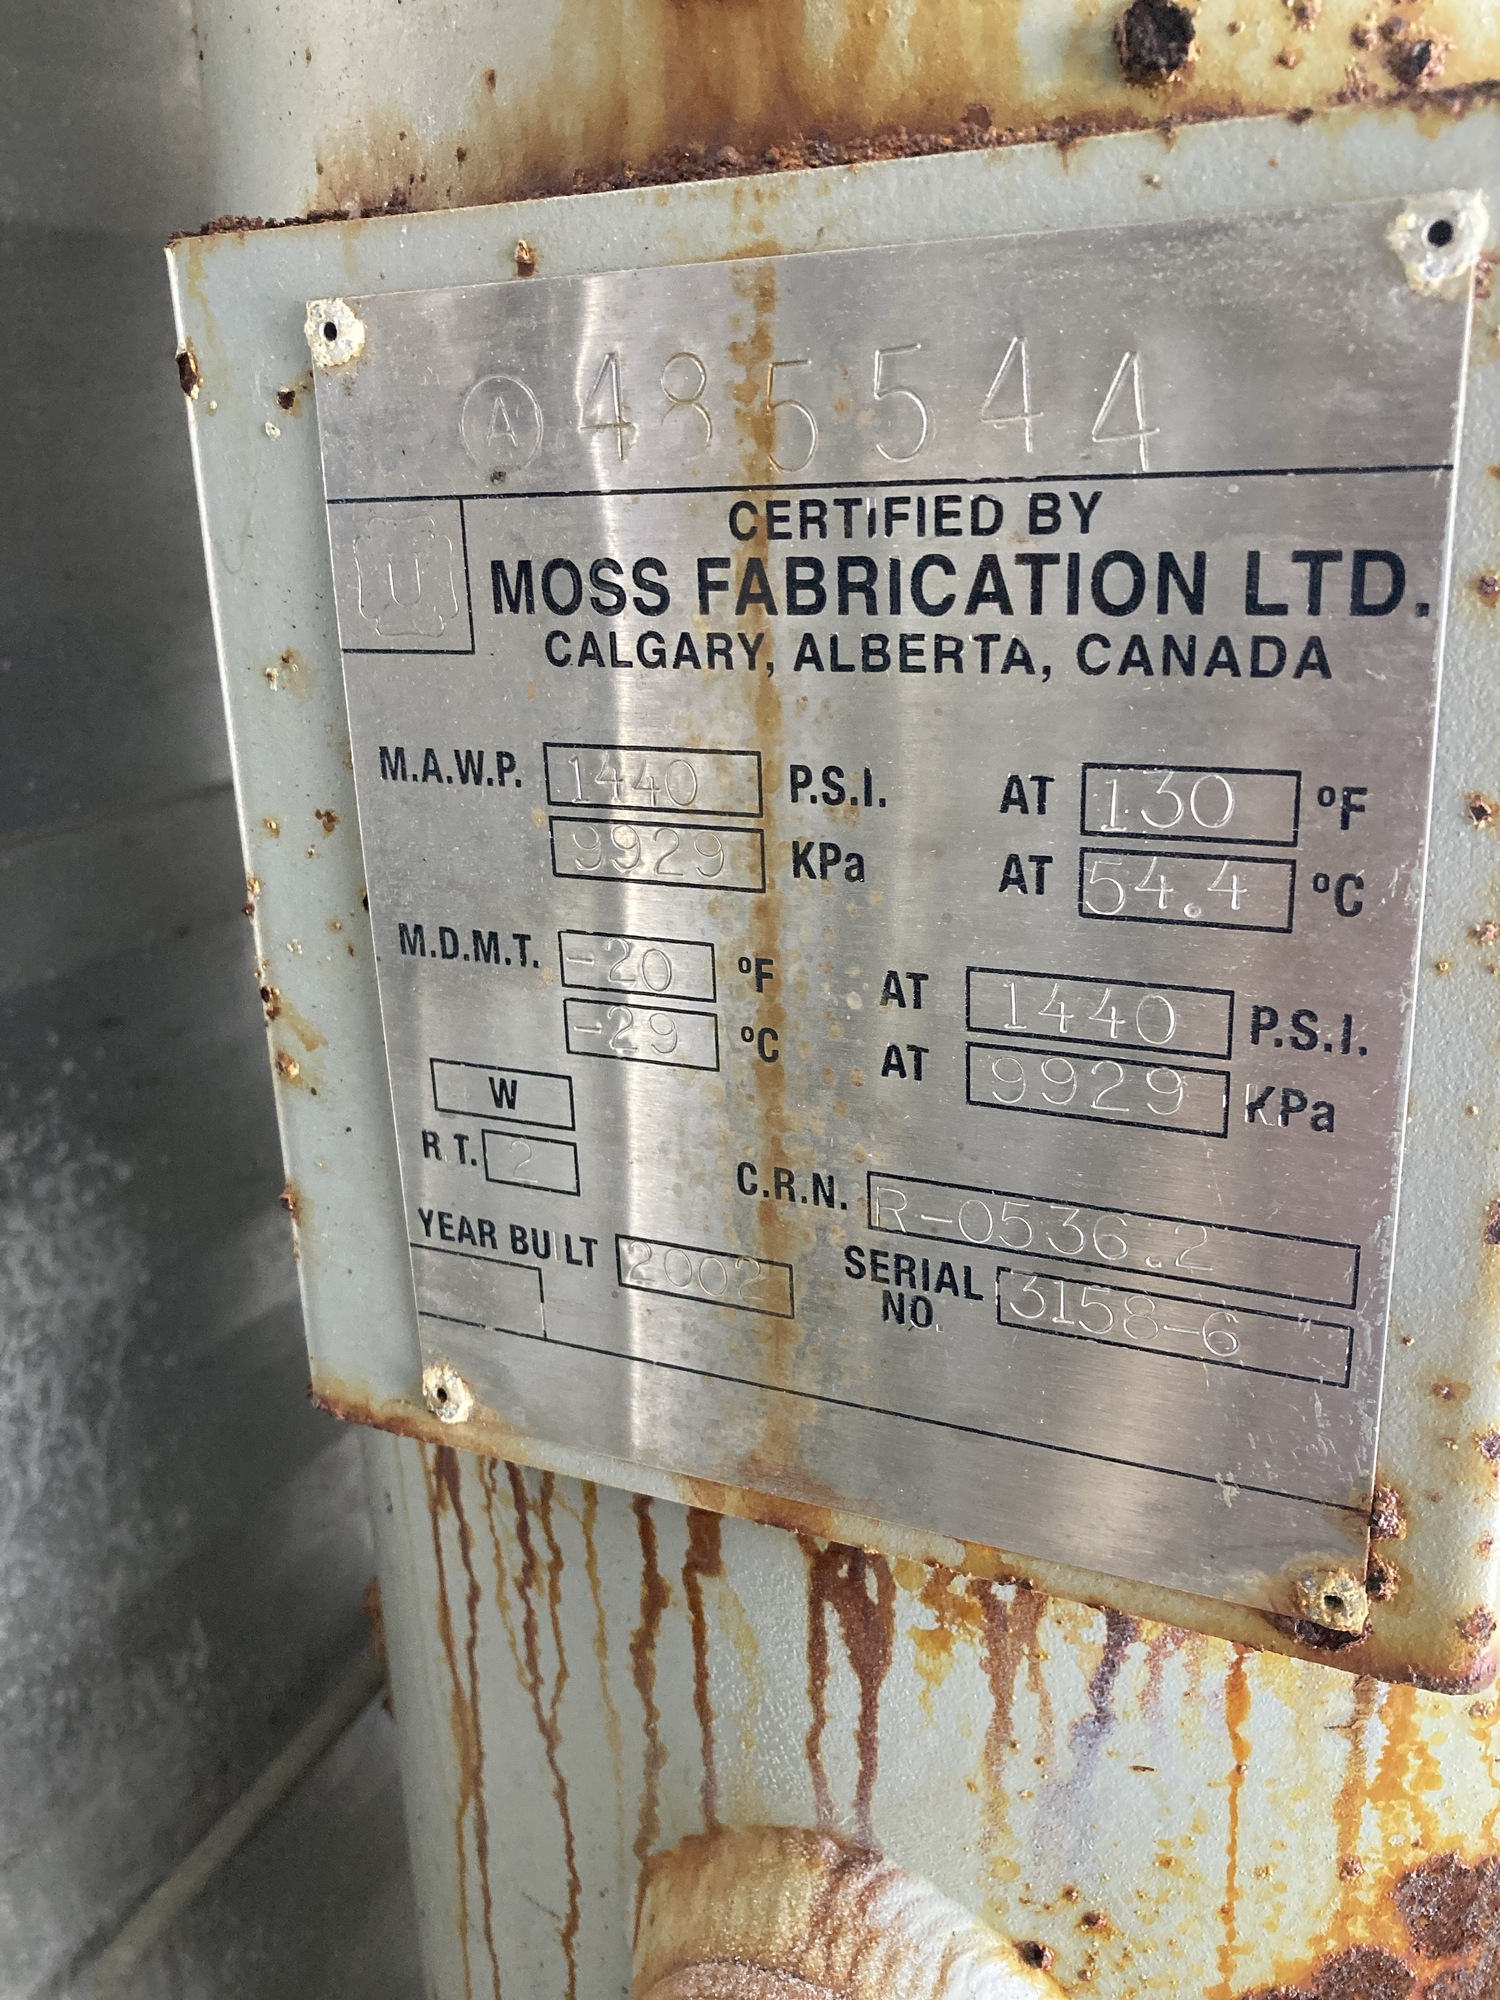 A 485544
CERTIFIED BY
U
MOSS FABRICATION LTD.
CALGARY, ALBERTA, CANADA
M.A.W.P. 1440 P.S.I. AT 130 °F
9929 KPa AT 54.4 °C
M.D.M.T. -20 °F AT 1440 P.S.I.
-29 °C AT 9929 KPa
W
R.T. 2 C.R.N. R-0536.2
YEAR BUILT 2002 SERIAL NO. 3158-6